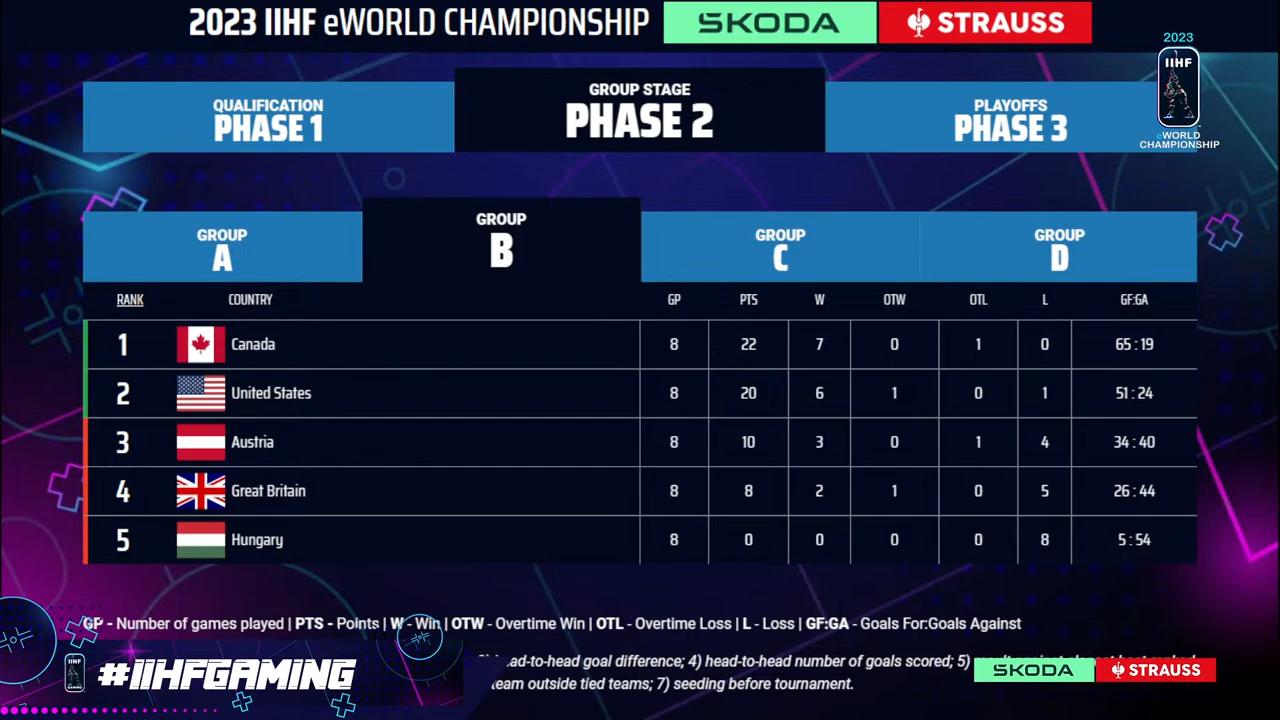 2023 IIHF eWORLD CHAMPIONSHIP SKODA STRAUSS
2023
IIHF
eWORLD
CHAMPIONSHIP
QUALIFICATION
PHASE 1
GROUP STAGE
PHASE 2
PLAYOFFS
PHASE 3
GROUP
A
GROUP
B
GROUP
C
GROUP
D
RANK COUNTRY GP PTS W OTW OTL L GF:GA
1 Canada 8 22 7 0 1 0 65:19
2 United States 8 20 6 1 0 1 51:24
3 Austria 8 10 3 0 1 4 34:40
4 Great Britain 8 8 2 1 0 5 26:44
5 Hungary 8 0 0 0 0 8 5:54
GP - Number of games played | PTS - Points | W - Win | OTW - Overtime Win | OTL - Overtime Loss | L - Loss | GF:GA - Goals For:Goals Against
head-to-head goal difference; 4) head-to-head number of goals scored; 5)
team outside tied teams; 7) seeding before tournament.
IIHF
#IIHFGAMING
SKODA STRAUSS